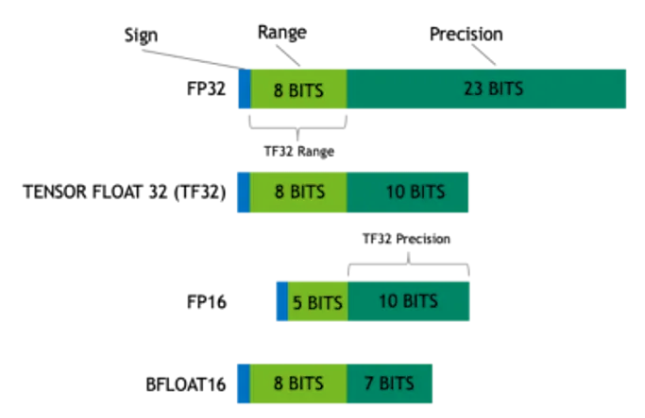 Sign Range Precision
FP32 8 BITS 23 BITS
TF32 Range
TENSOR FLOAT 32 (TF32) 8 BITS 10 BITS
TF32 Precision
FP16 5 BITS 10 BITS
BFLOAT16 8 BITS 7 BITS